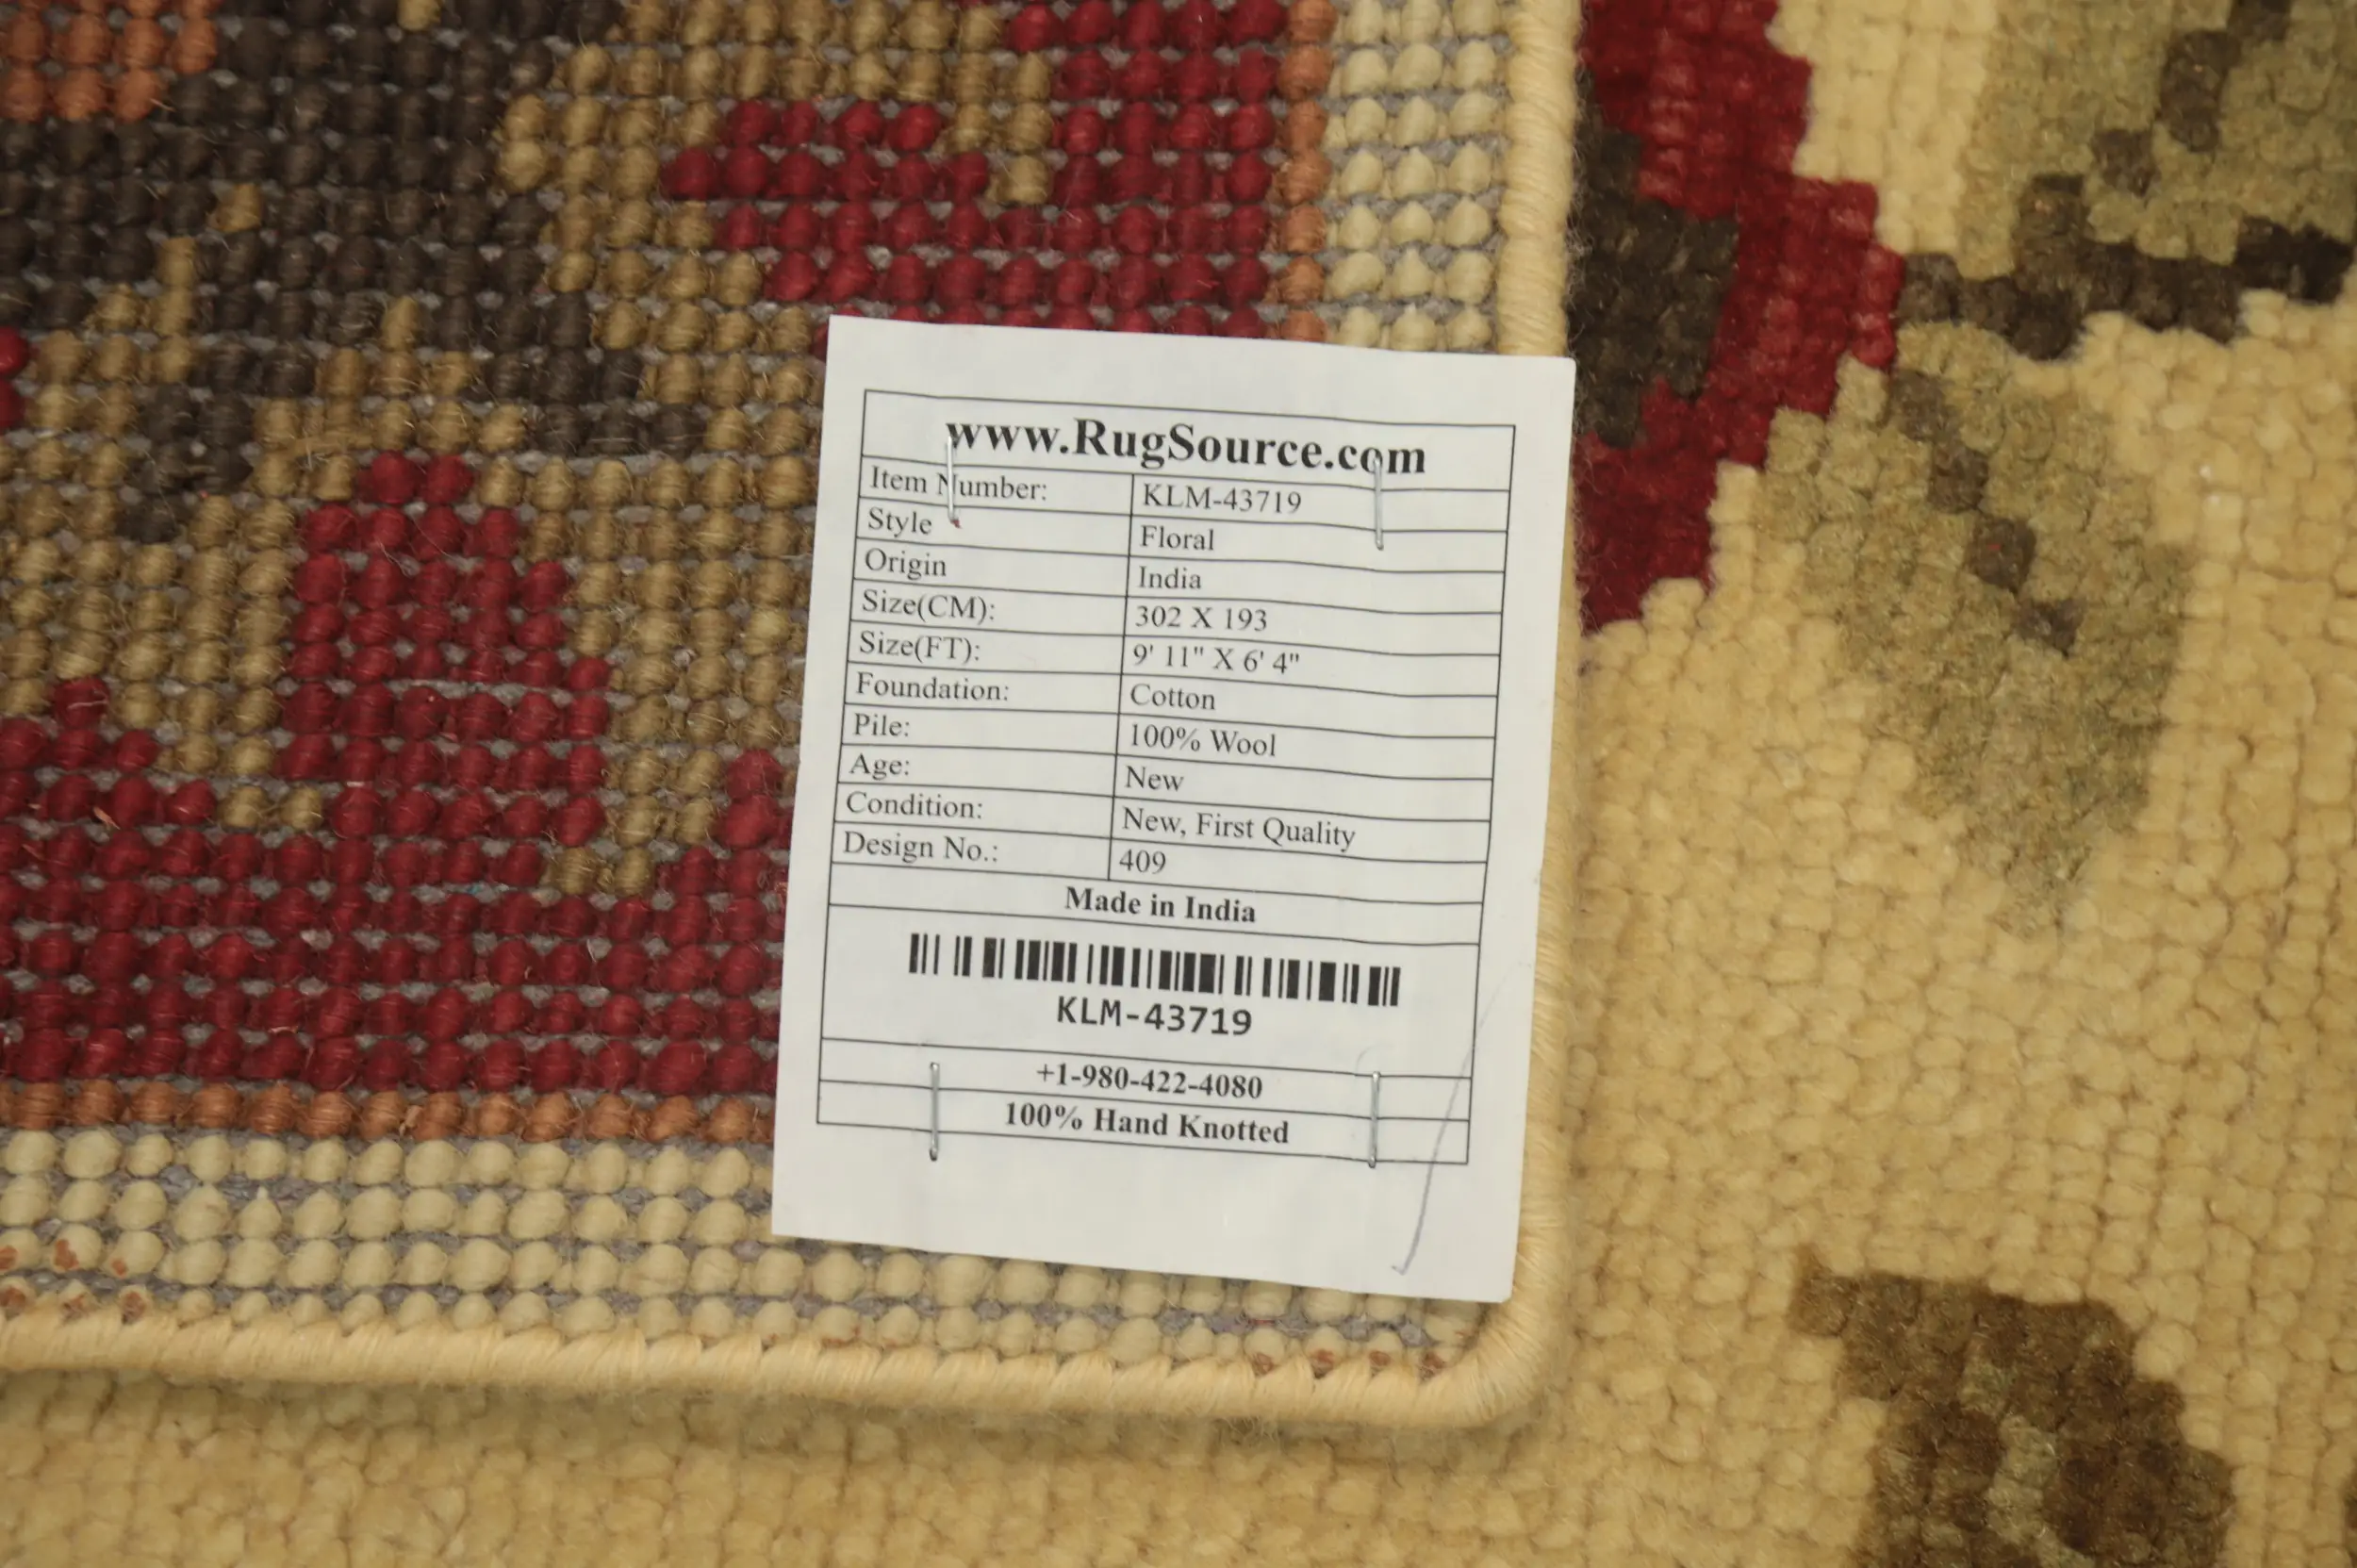 www.RugSource.com
Item Number: KLM-43719
Style Floral
Origin India
Size(CM): 302 X 193
Size(FT): 9' 11" X 6' 4"
Foundation: Cotton
Pile: 100% Wool
Age: New
Condition: New, First Quality
Design No.: 409
Made in India
KLM-43719
+1-980-422-4080
100% Hand Knotted